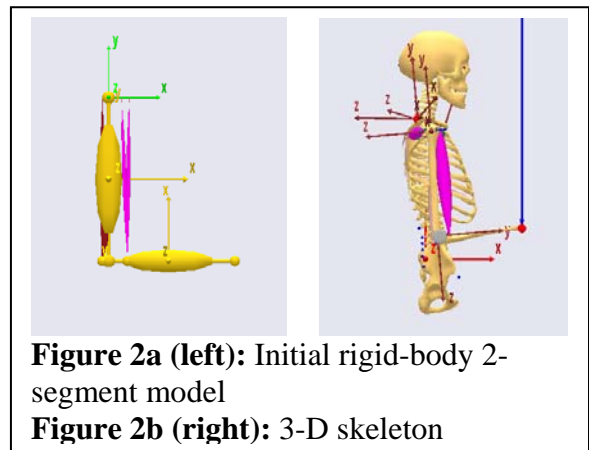 y
z y
x
z x
x
z
y
y
x
z z
z
y
x
z
Figure 2a (left): Initial rigid-body 2-
segment model
Figure 2b (right): 3-D skeleton